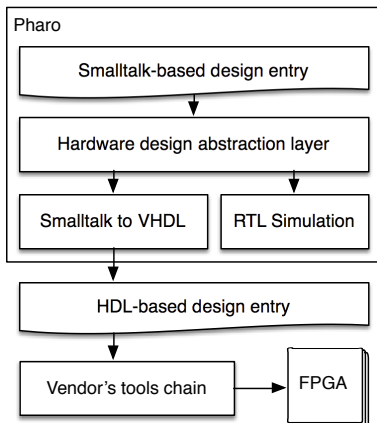 Pharo
Smalltalk-based design entry
Hardware design abstraction layer
Smalltalk to VHDL
RTL Simulation
HDL-based design entry
Vendor's tools chain
FPGA